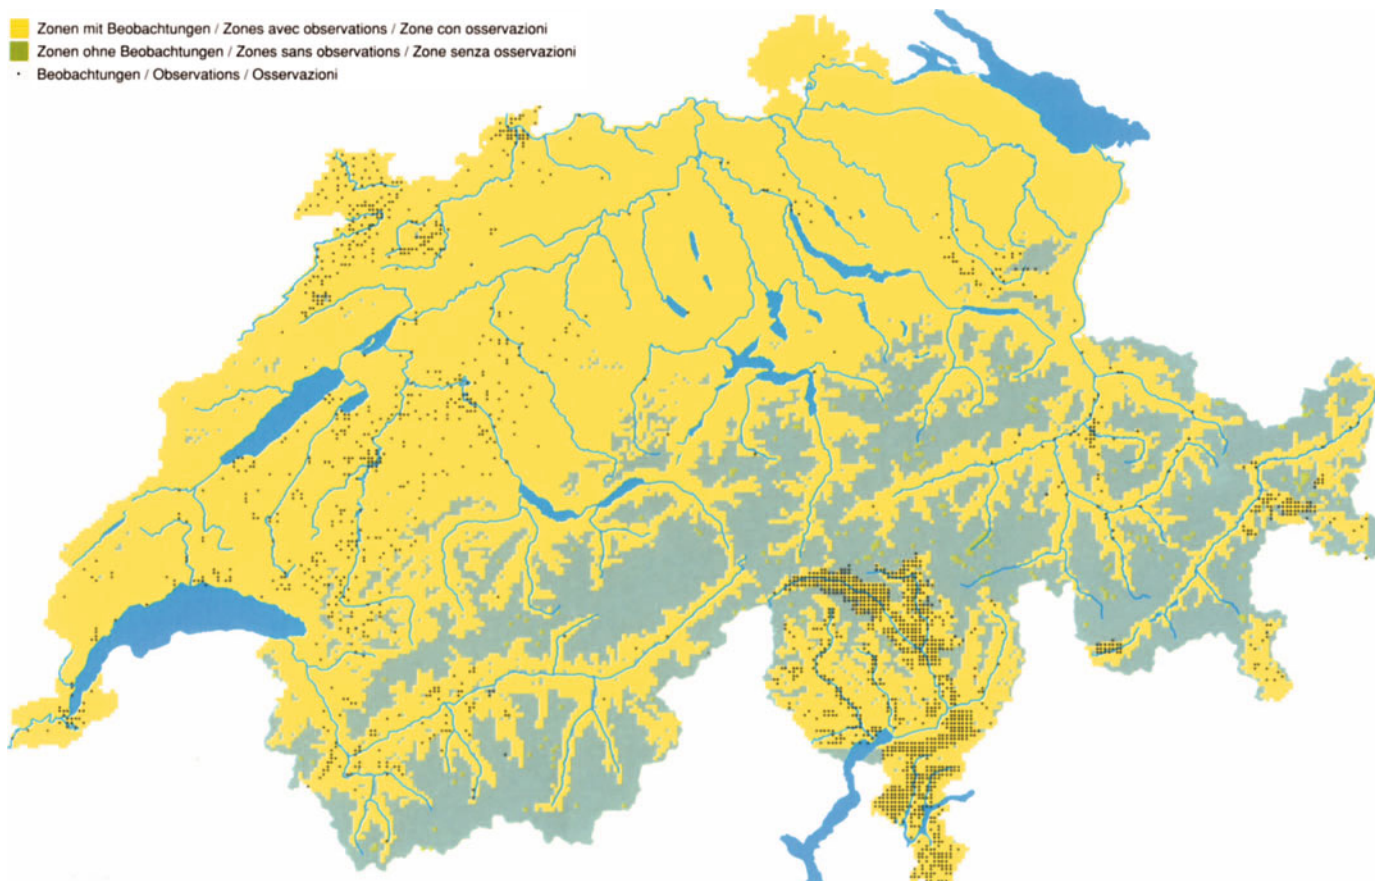 Zonen mit Beobachtungen / Zones avec observations / Zone con osservazioni
Zonen ohne Beobachtungen / Zones sans observations / Zone senza osservazioni
Beobachtungen / Observations / Osservazioni